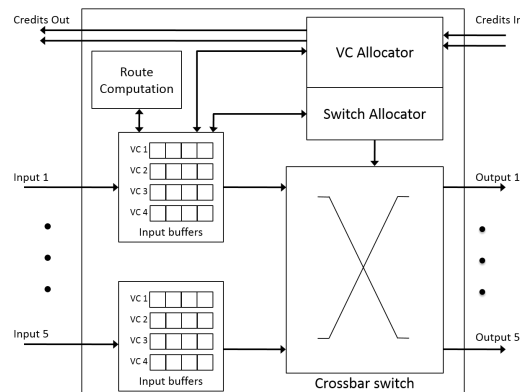 Credits Out
Credits In
VC Allocator
Route
Computation
Switch Allocator
VC 1
VC 2
VC 3
VC 4
Input buffers
Input 1
Output 1
VC 1
VC 2
VC 3
VC 4
Input buffers
Input 5
Output 5
Crossbar switch